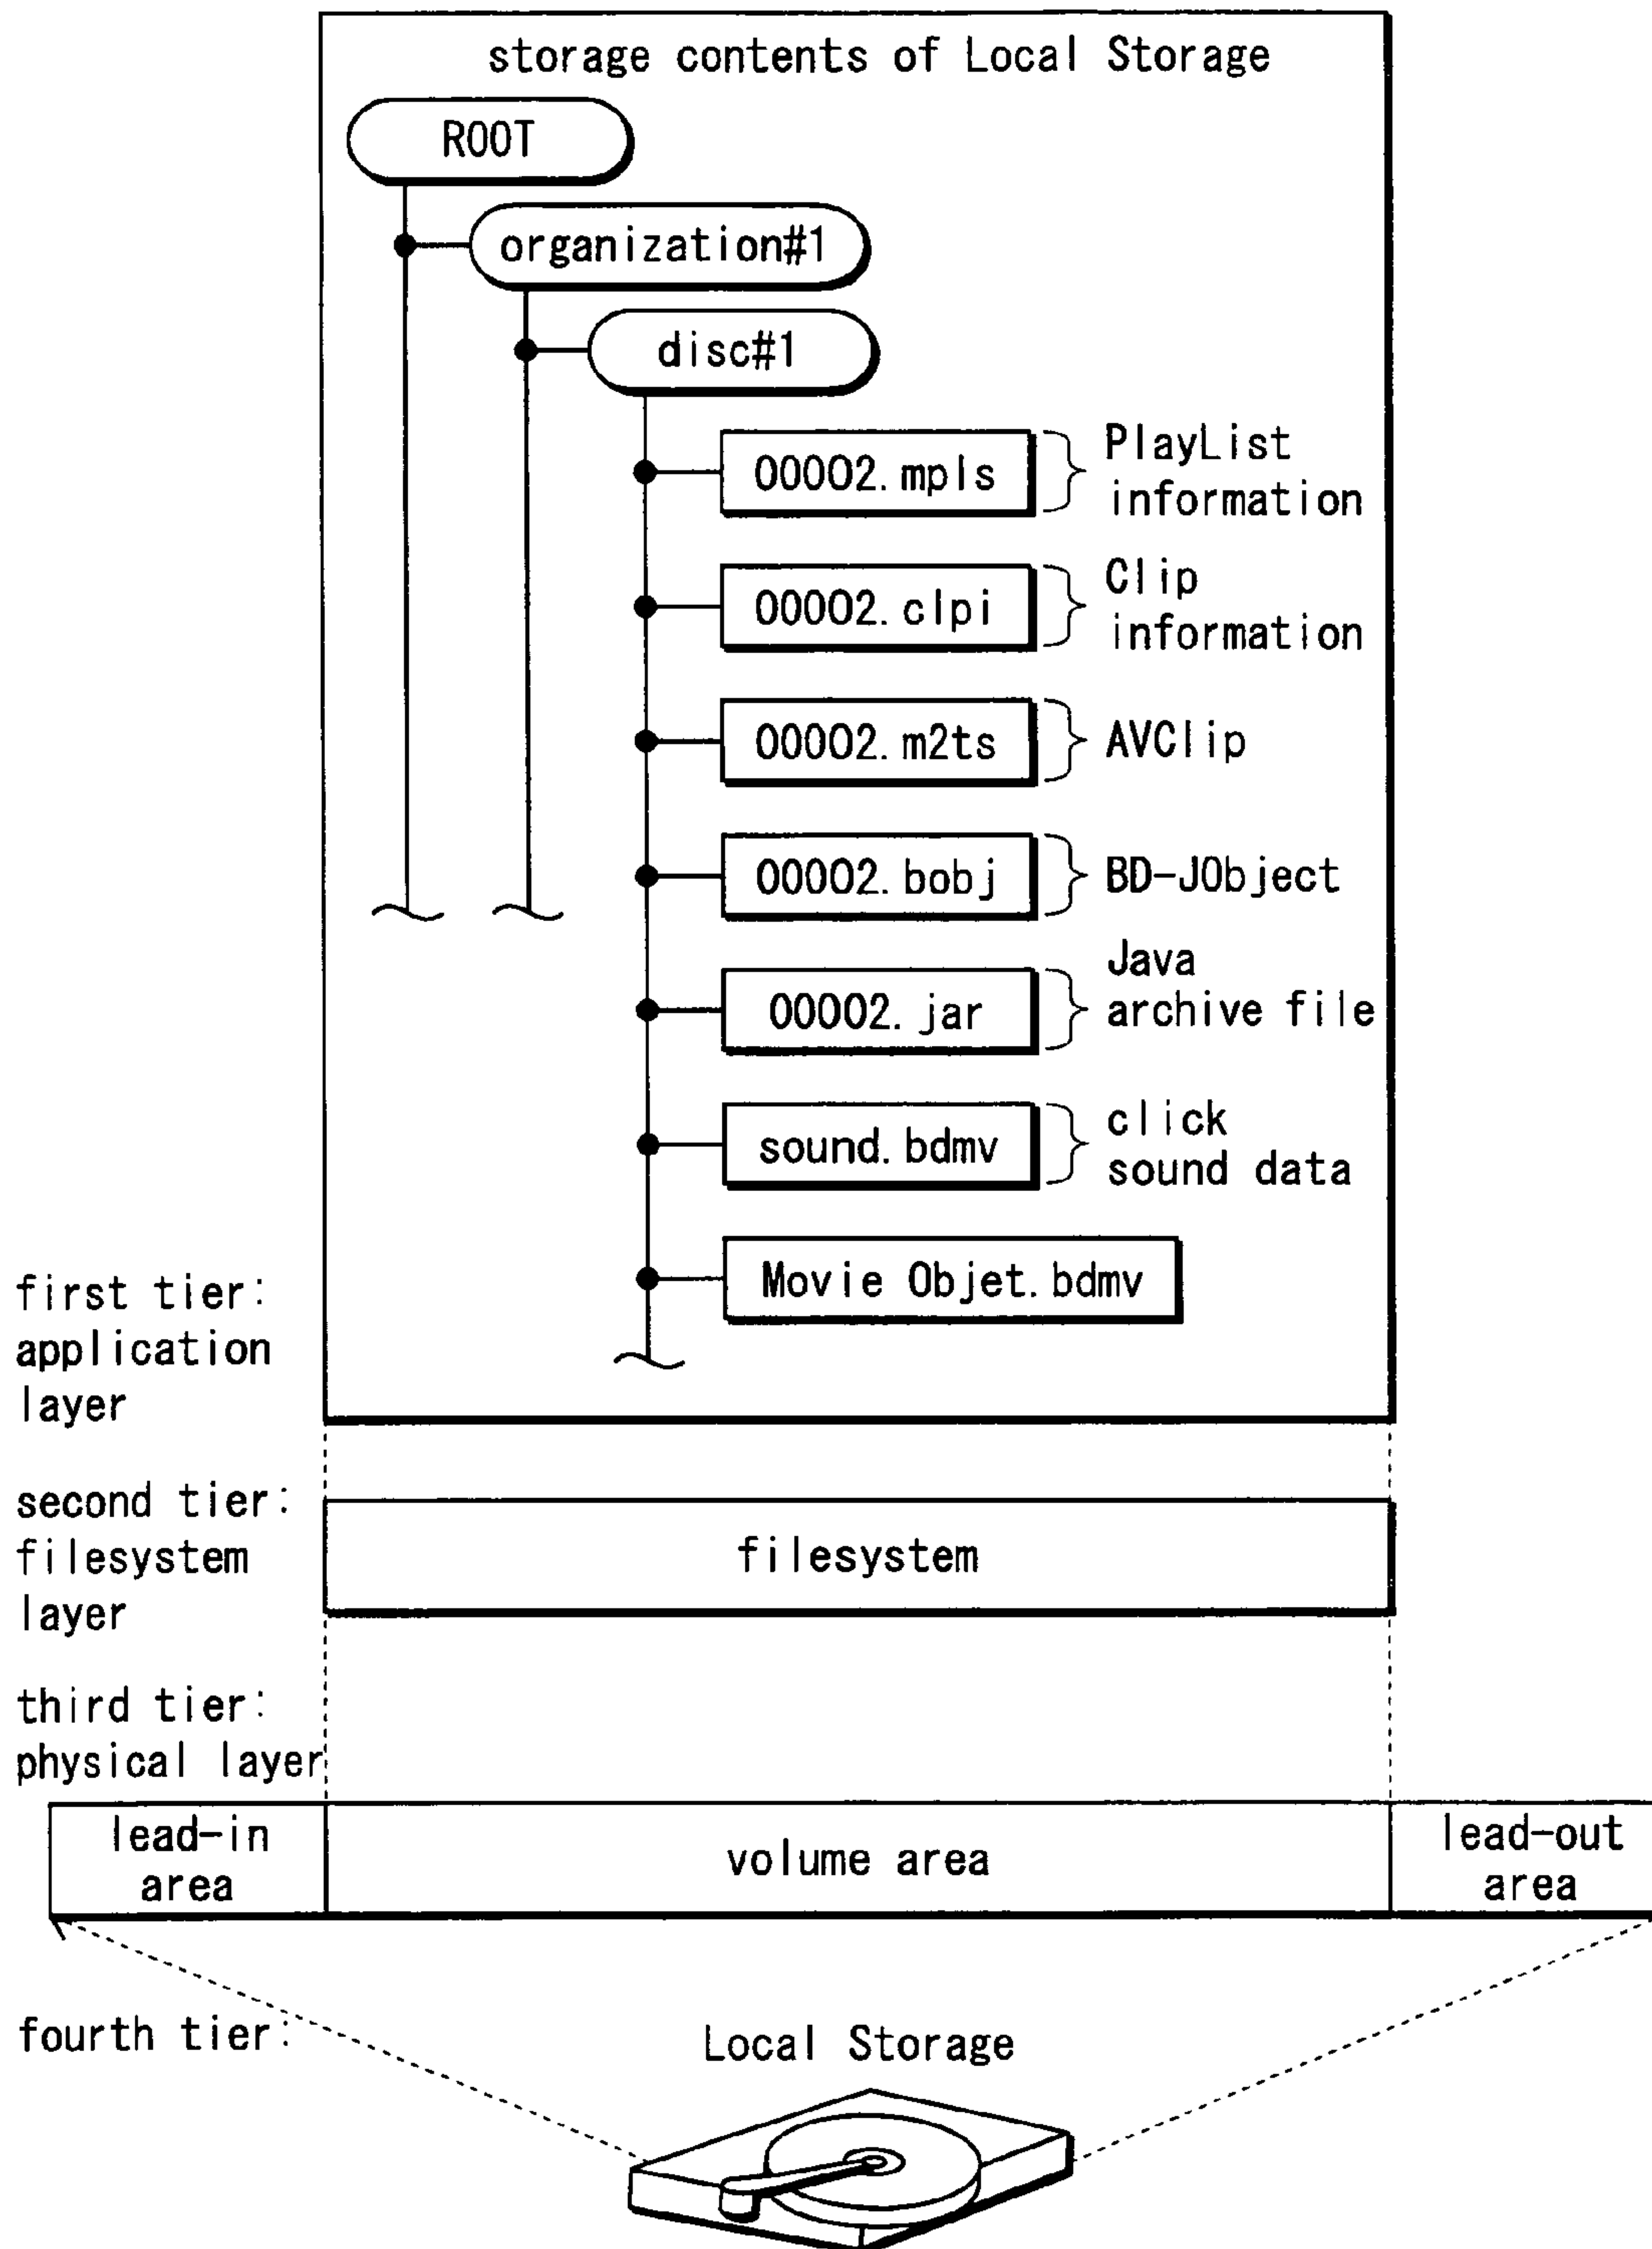 storage contents of Local Storage
ROOT
organization#1
disc#1
00002.mpls
PlayList
information
00002.clpi
Clip
information
00002.m2ts
AVClip
00002.bobj
BD-JObject
00002.jar
Java
archive file
sound.bdmv
click
sound data
Movie Objet.bdmv
first tier:
application
layer
second tier:
filesystem
layer
filesystem
third tier:
physical layer
lead-in
area
volume area
lead-out
area
fourth tier:
Local Storage